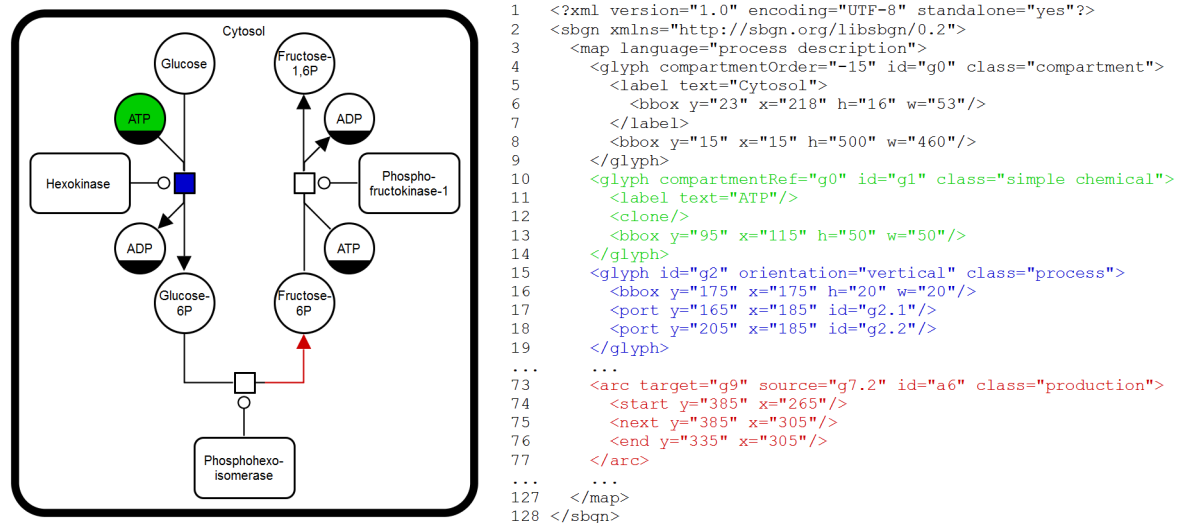 Cytosol
Glucose
Fructose-
1,6P
ATP
ADP
Hexokinase
Phospho-
fructokinase-1
ADP
ATP
Glucose-
6P
Fructose-
6P
Phosphohexo-
isomerase
1 <?xml version="1.0" encoding="UTF-8" standalone="yes"?>
2 <sbgn xmlns="http://sbgn.org/libsbgn/0.2">
3 <map language="process description">
4 <glyph compartmentOrder="-15" id="g0" class="compartment">
5 <label text="Cytosol">
6 <bbox y="23" x="218" h="16" w="53"/>
7 </label>
8 <bbox y="15" x="15" h="500" w="460"/>
9 </glyph>
10 <glyph compartmentRef="g0" id="g1" class="simple chemical">
11 <label text="ATP"/>
12 <clone/>
13 <bbox y="95" x="115" h="50" w="50"/>
14 </glyph>
15 <glyph id="g2" orientation="vertical" class="process">
16 <bbox y="175" x="175" h="20" w="20"/>
17 <port y="165" x="185" id="g2.1"/>
18 <port y="205" x="185" id="g2.2"/>
19 </glyph>
... ...
73 <arc target="g9" source="g7.2" id="a6" class="production">
74 <start y="385" x="265"/>
75 <next y="385" x="305"/>
76 <end y="335" x="305"/>
77 </arc>
... ...
127 </map>
128 </sbgn>